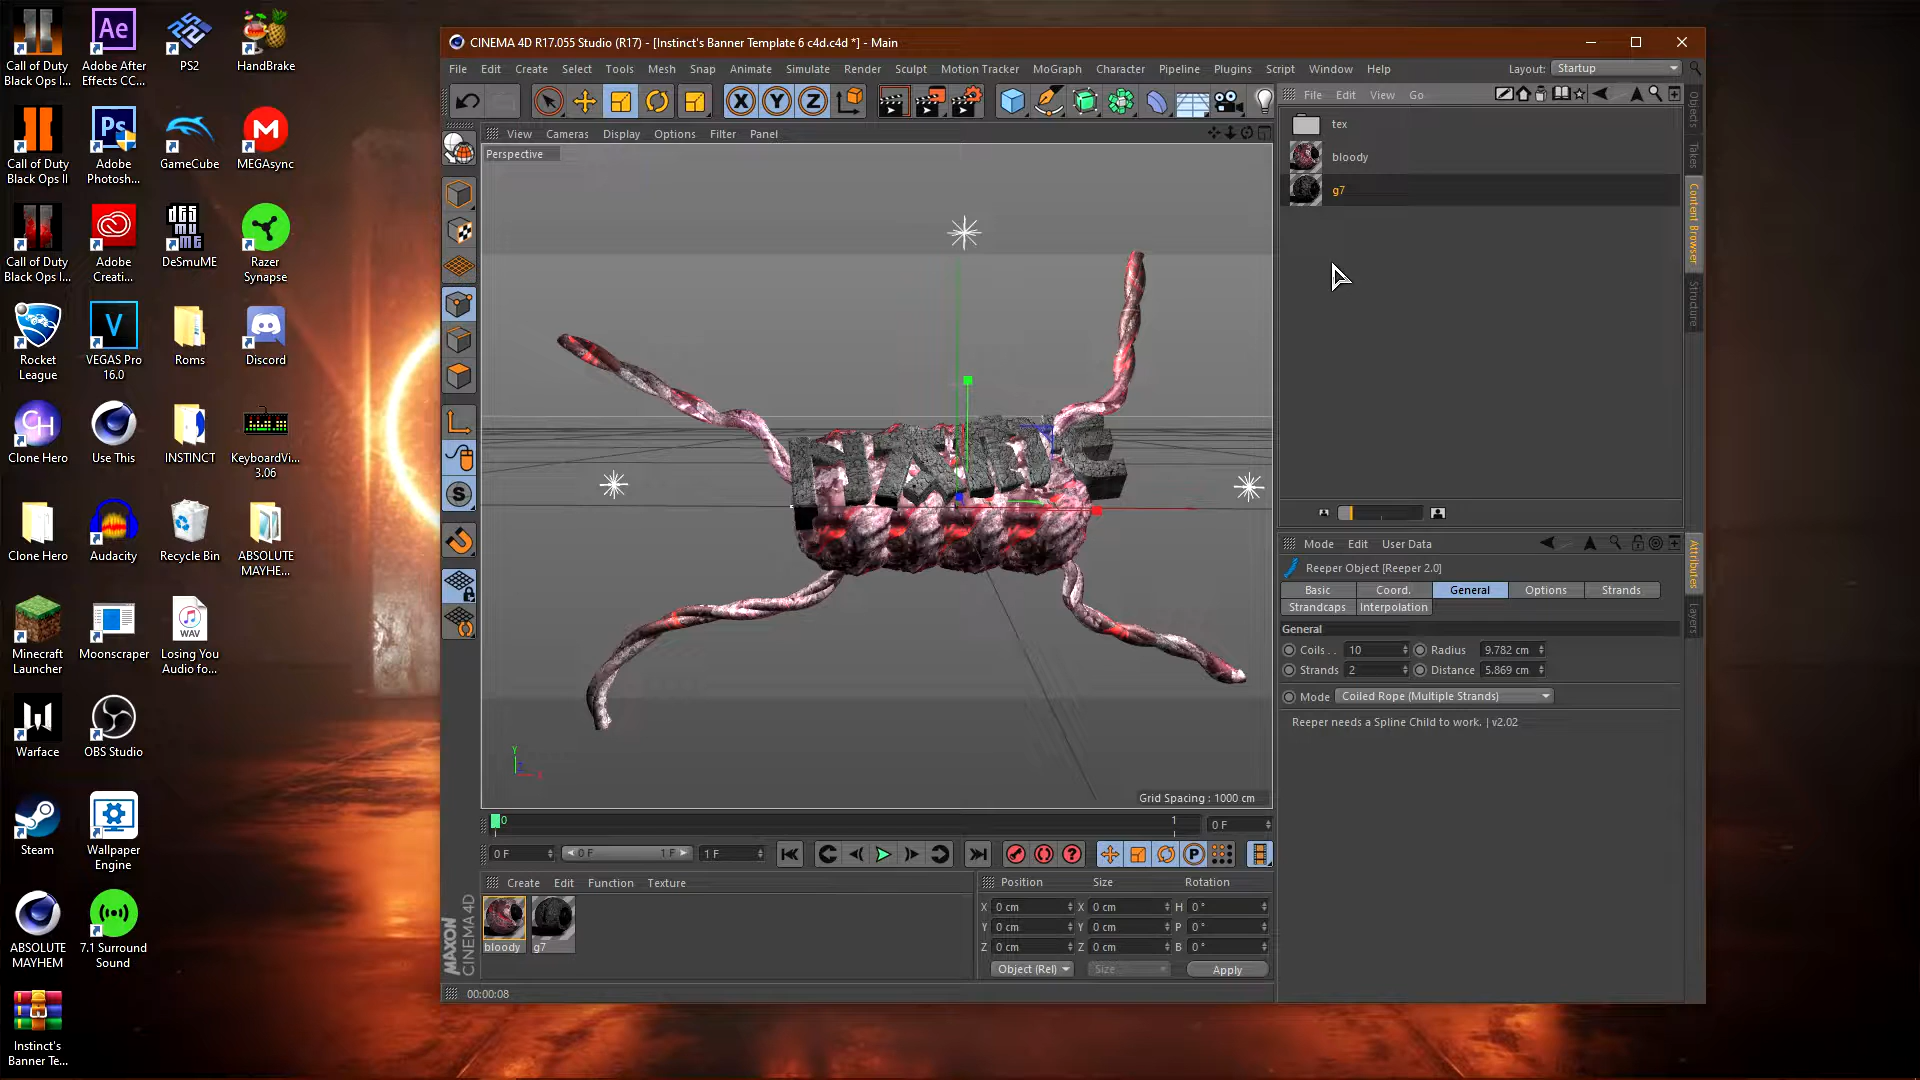 Call of Duty
Black Ops I...
Adobe After
Effects CC...
PS2
HandBrake
Call of Duty
Black Ops II
Adobe
Photosh...
GameCube
MEGAsync
Call of Duty
Black Ops I...
Adobe
Creati...
DeSmuME
Razer
Synapse
Rocket
League
VEGAS Pro
16.0
Roms
Discord
Clone Hero
Use This
INSTINCT
KeyboardVi...
3.06
Clone Hero
Audacity
Recycle Bin
ABSOLUTE
MAYHE...
Minecraft
Launcher
Moonscraper
WAV
Losing You
Audio fo...
Warface
OBS Studio
Steam
Wallpaper
Engine
ABSOLUTE
MAYHEM
7.1 Surround
Sound
Instinct's
Banner Te...
CINEMA 4D R17.055 Studio (R17) - [Instinct's Banner Template 6 c4d.c4d *] - Main
File Edit Create Select Tools Mesh Snap Animate Simulate Render Sculpt Motion Tracker MoGraph Character Pipeline Plugins Script Window Help
Layout: Startup
View Cameras Display Options Filter Panel
Perspective
Grid Spacing : 1000 cm
File Edit View Go
tex
bloody
g7
Objects
Takes
Content Browser
Structure
Mode Edit User Data
Reeper Object [Reeper 2.0]
Basic Coord. General Options Strands
Strandcaps Interpolation
General
Coils . . 10 Radius 9.782 cm
Strands 2 Distance 5.869 cm
Mode Coiled Rope (Multiple Strands)
Reeper needs a Spline Child to work. | v2.02
Attributes
Layers
0 1 0 F
0 F 0 F 1 F 1 F
Create Edit Function Texture
bloody g7
Position Size Rotation
X 0 cm X 0 cm H 0 °
Y 0 cm Y 0 cm P 0 °
Z 0 cm Z 0 cm B 0 °
Object (Rel) Size Apply
MAXON
CINEMA 4D
00:00:08